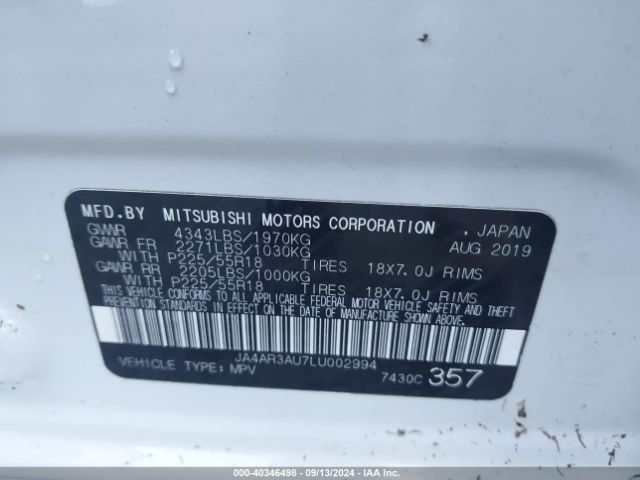 MFD.BY MITSUBISHI MOTORS CORPORATION . JAPAN
GVWR 4343LBS/1970KG AUG 2019
GAWR FR 2271LBS/1030KG
WITH P225/55R18 TIRES 18X7.0J RIMS
GAWR RR 2205LBS/1000KG
WITH P225/55R18 TIRES 18X7.0J RIMS
THIS VEHICLE CONFORMS TO ALL APPLICABLE FEDERAL MOTOR VEHICLE SAFETY AND THEFT
PREVENTION STANDARDS IN EFFECT ON THE DATE OF MANUFACTURE SHOWN ABOVE.
JA4AR3AU7LU002994
VEHICLE TYPE: MPV 7430C 357
000-40346498 - 09/13/2024 - IAA Inc.